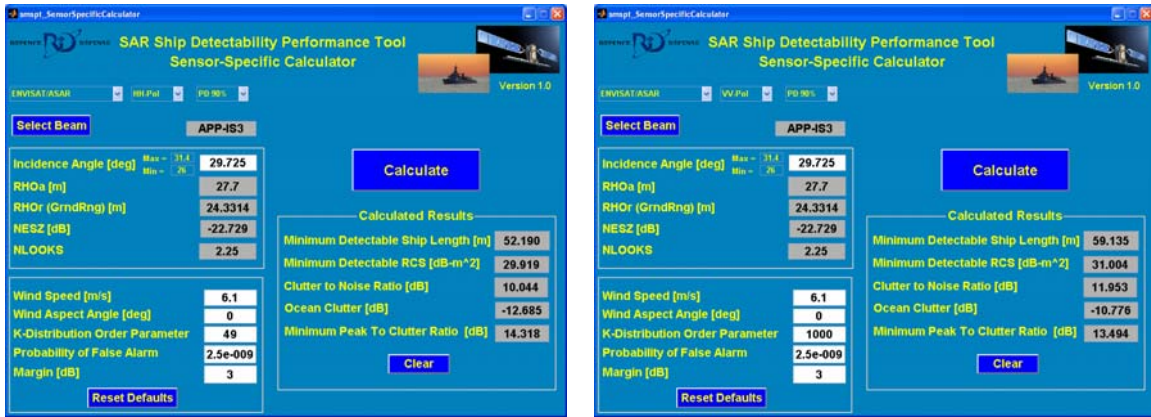 smpt_SensorSpecificCalculator
DEFENCE R&D DEFENSE
SAR Ship Detectability Performance Tool
Sensor-Specific Calculator
Version 1.0
ENVISAT/ASAR HH-Pol PD 90%
Select Beam APP-IS3
Incidence Angle [deg] Max = 31.4 Min = 26 29.725
RHOa [m] 27.7
RHOr (GrndRng) [m] 24.3314
NESZ [dB] -22.729
NLOOKS 2.25
Wind Speed [m/s] 6.1
Wind Aspect Angle [deg] 0
K-Distribution Order Parameter 49
Probability of False Alarm 2.5e-009
Margin [dB] 3
Reset Defaults
Calculate
Calculated Results
Minimum Detectable Ship Length [m] 52.190
Minimum Detectable RCS [dB-m^2] 29.919
Clutter to Noise Ratio [dB] 10.044
Ocean Clutter [dB] -12.685
Minimum Peak To Clutter Ratio [dB] 14.318
Clear
smpt_SensorSpecificCalculator
DEFENCE R&D DEFENSE
SAR Ship Detectability Performance Tool
Sensor-Specific Calculator
Version 1.0
ENVISAT/ASAR VV-Pol PD 90%
Select Beam APP-IS3
Incidence Angle [deg] Max = 31.4 Min = 26 29.725
RHOa [m] 27.7
RHOr (GrndRng) [m] 24.3314
NESZ [dB] -22.729
NLOOKS 2.25
Wind Speed [m/s] 6.1
Wind Aspect Angle [deg] 0
K-Distribution Order Parameter 1000
Probability of False Alarm 2.5e-009
Margin [dB] 3
Reset Defaults
Calculate
Calculated Results
Minimum Detectable Ship Length [m] 59.135
Minimum Detectable RCS [dB-m^2] 31.004
Clutter to Noise Ratio [dB] 11.953
Ocean Clutter [dB] -10.776
Minimum Peak To Clutter Ratio [dB] 13.494
Clear